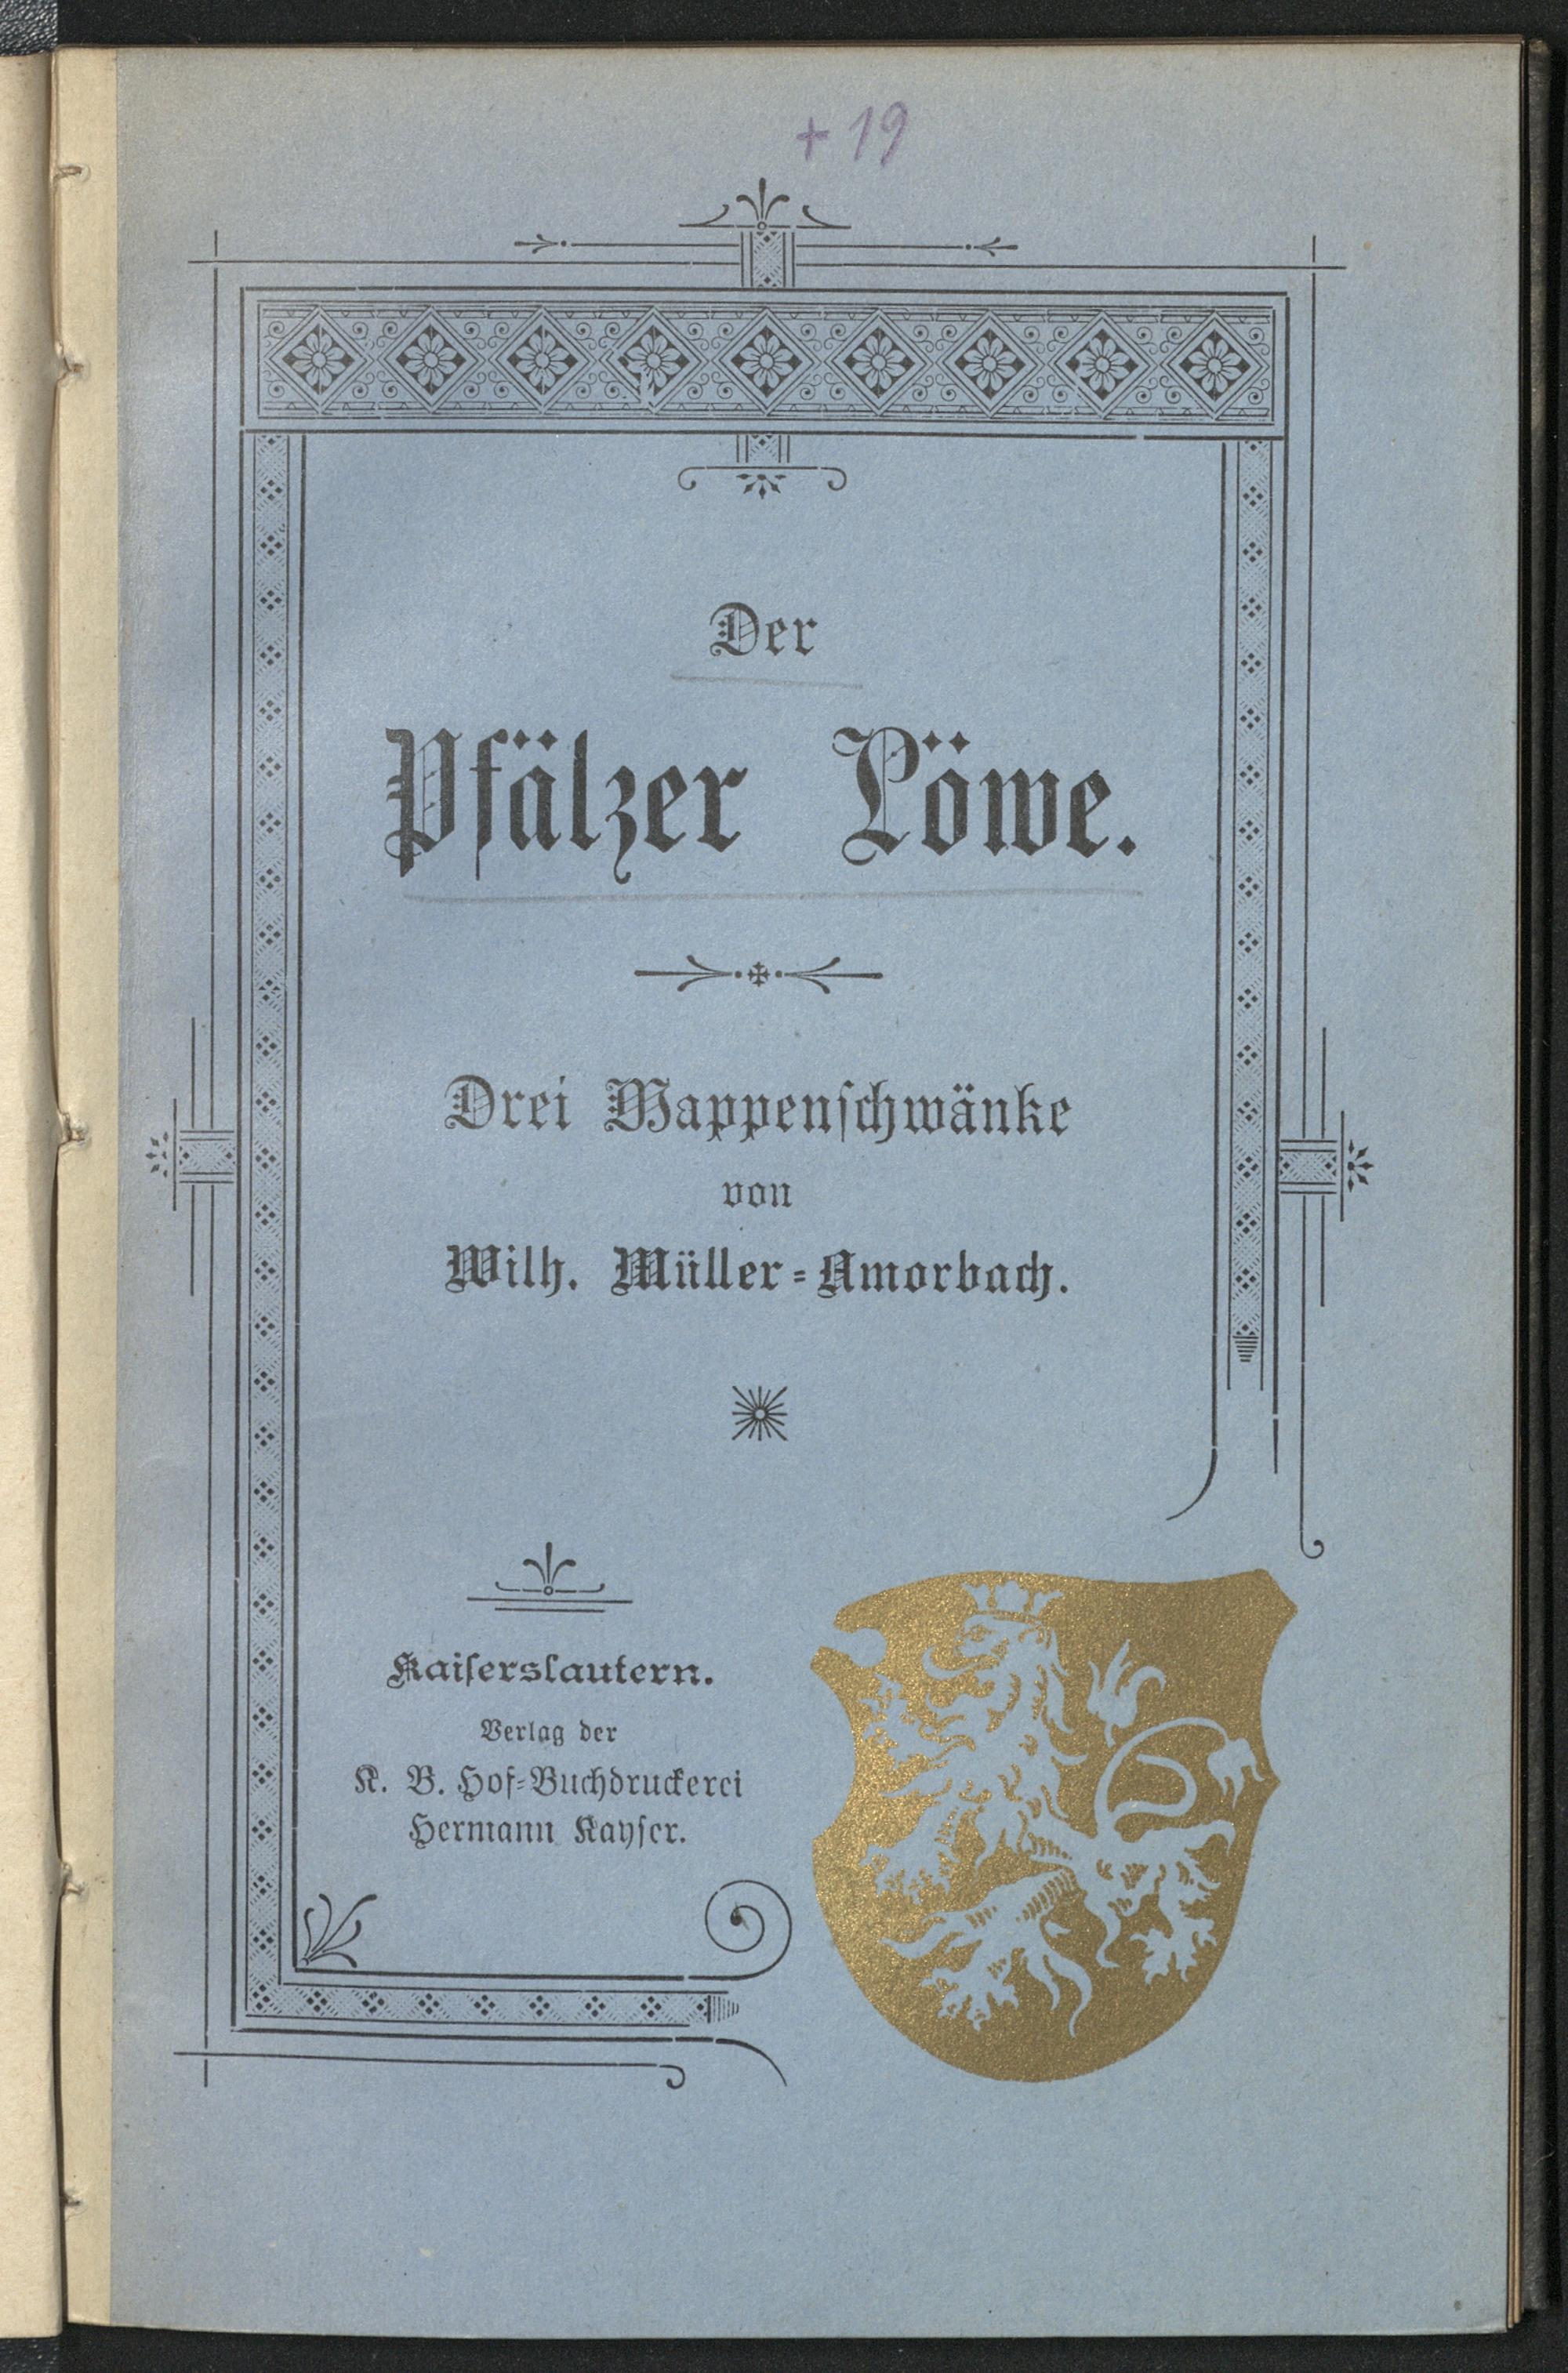 + 19
Der
Pfälzer Löwe.
Drei Wappenſchwänke
von
Wilh. Müller=Amorbach.
Kaiſerslautern.
Verlag der
K. B. Hof=Buchdruckerei
Hermann Kayſer.